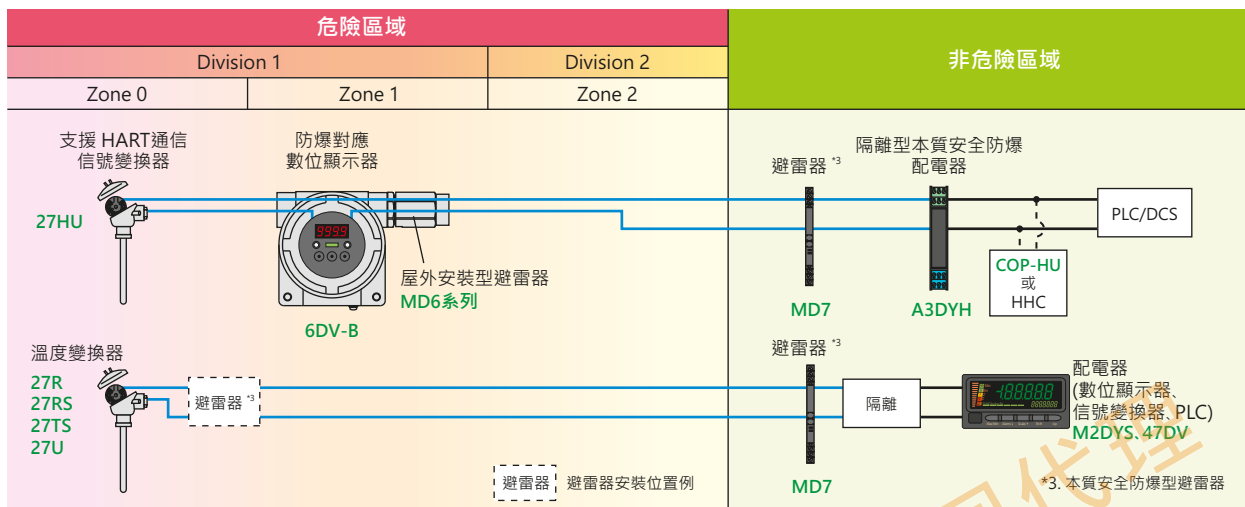 危險區域
非危險區域
Division 1
Division 2
Zone 0
Zone 1
Zone 2
支援 HART通信
信號變換器
27HU
防爆對應
數位顯示器
9999
屋外安裝型避雷器
MD6系列
6DV-B
避雷器 *3
MD7
隔離型本質安全防爆
配電器
A3DYH
PLC/DCS
COP-HU
或
HHC
溫度變換器
27R
27RS
27TS
27U
避雷器 *3
避雷器 *3
MD7
隔離
配電器
(數位顯示器、
信號變換器、PLC)
M2DYS、47DV
避雷器
避雷器安裝位置例
*3. 本質安全防爆型避雷器
代理